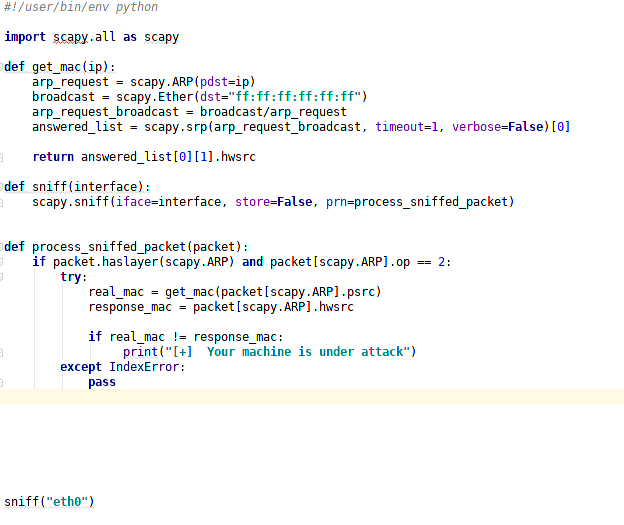 #!/user/bin/env python
import scapy.all as scapy
def get_mac(ip):
    arp_request = scapy.ARP(pdst=ip)
    broadcast = scapy.Ether(dst="ff:ff:ff:ff:ff:ff")
    arp_request_broadcast = broadcast/arp_request
    answered_list = scapy.srp(arp_request_broadcast, timeout=1, verbose=False)[0]
    return answered_list[0][1].hwsrc
def sniff(interface):
    scapy.sniff(iface=interface, store=False, prn=process_sniffed_packet)
def process_sniffed_packet(packet):
    if packet.haslayer(scapy.ARP) and packet[scapy.ARP].op == 2:
        try:
            real_mac = get_mac(packet[scapy.ARP].psrc)
            response_mac = packet[scapy.ARP].hwsrc
            if real_mac != response_mac:
                 print("[+]  Your machine is under attack")
        except IndexError:
            pass
sniff("eth0")